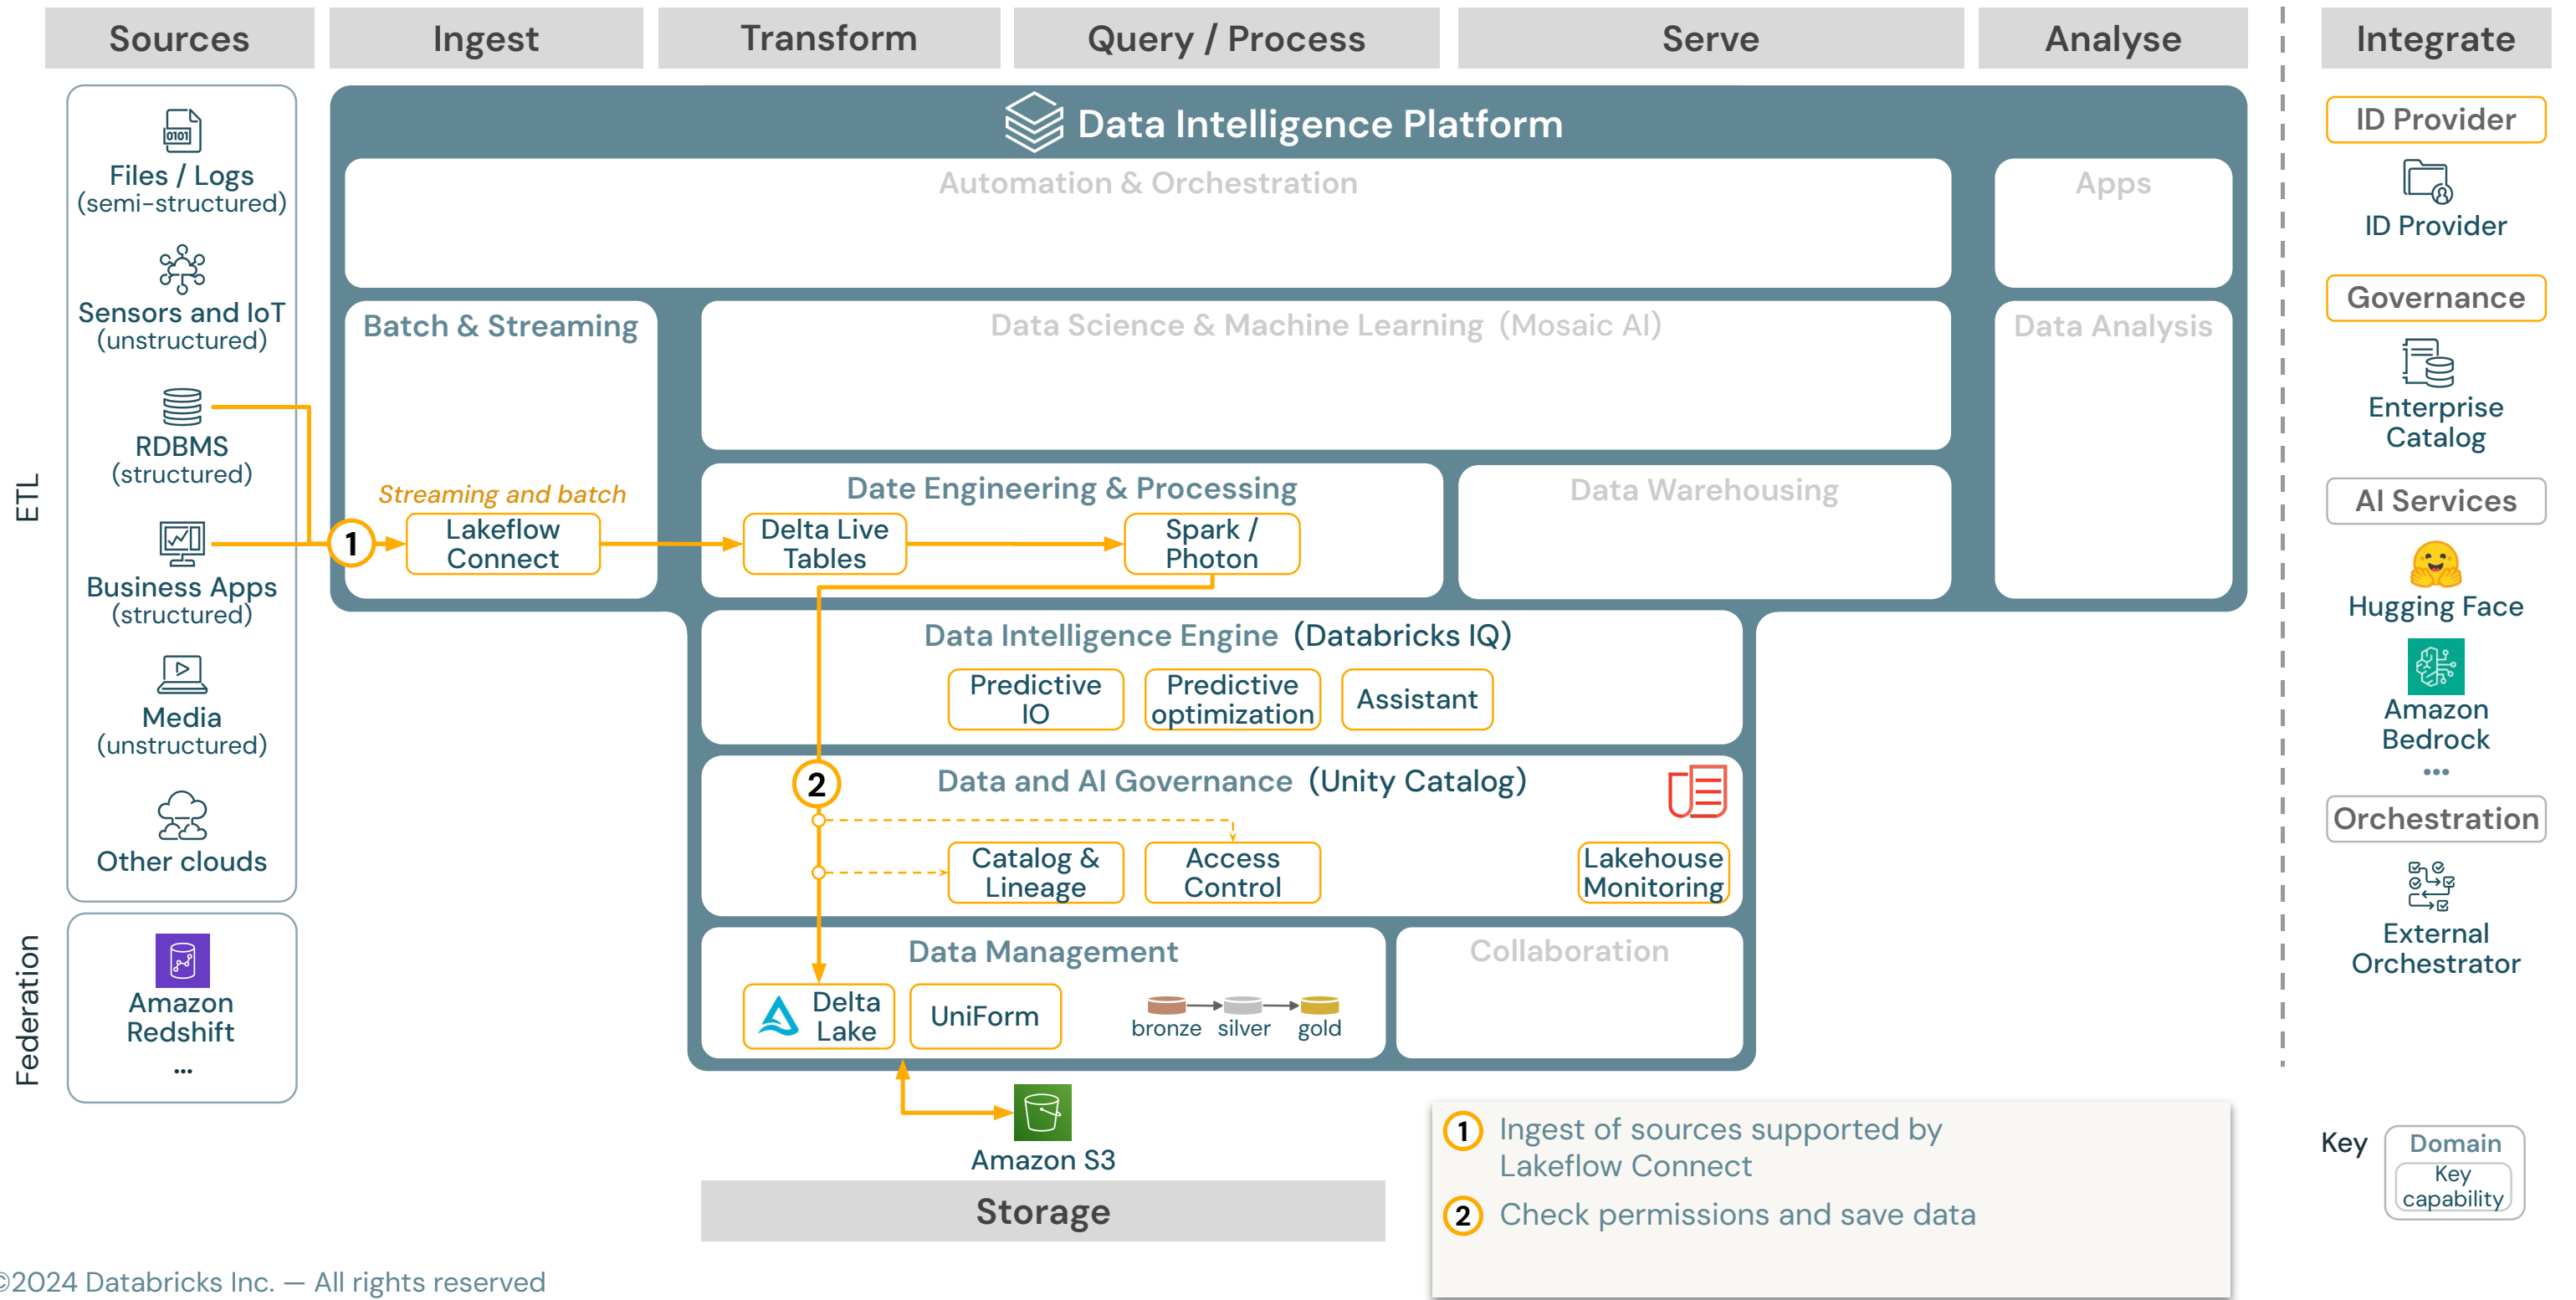 Sources
Ingest
Transform
Query / Process
Serve
Analyse
Integrate
ETL
Files / Logs
(semi-structured)
0101
Sensors and IoT
(unstructured)
RDBMS
(structured)
Business Apps
(structured)
Media
(unstructured)
Other clouds
Federation
Amazon
Redshift
...
Data Intelligence Platform
Automation & Orchestration
Apps
Batch & Streaming
Streaming and batch
1
Lakeflow
Connect
Data Science & Machine Learning (Mosaic AI)
Data Analysis
Date Engineering & Processing
Delta Live
Tables
Spark /
Photon
Data Warehousing
Data Intelligence Engine (Databricks IQ)
Predictive
IO
Predictive
optimization
Assistant
2
Data and AI Governance (Unity Catalog)
Catalog &
Lineage
Access
Control
Lakehouse
Monitoring
Data Management
Delta
Lake
UniForm
bronze
silver
gold
Collaboration
Amazon S3
Storage
ID Provider
ID Provider
Governance
Enterprise
Catalog
AI Services
Hugging Face
Amazon
Bedrock
...
Orchestration
External
Orchestrator
1 Ingest of sources supported by
Lakeflow Connect
2 Check permissions and save data
Key
Domain
Key
capability
©2024 Databricks Inc. — All rights reserved